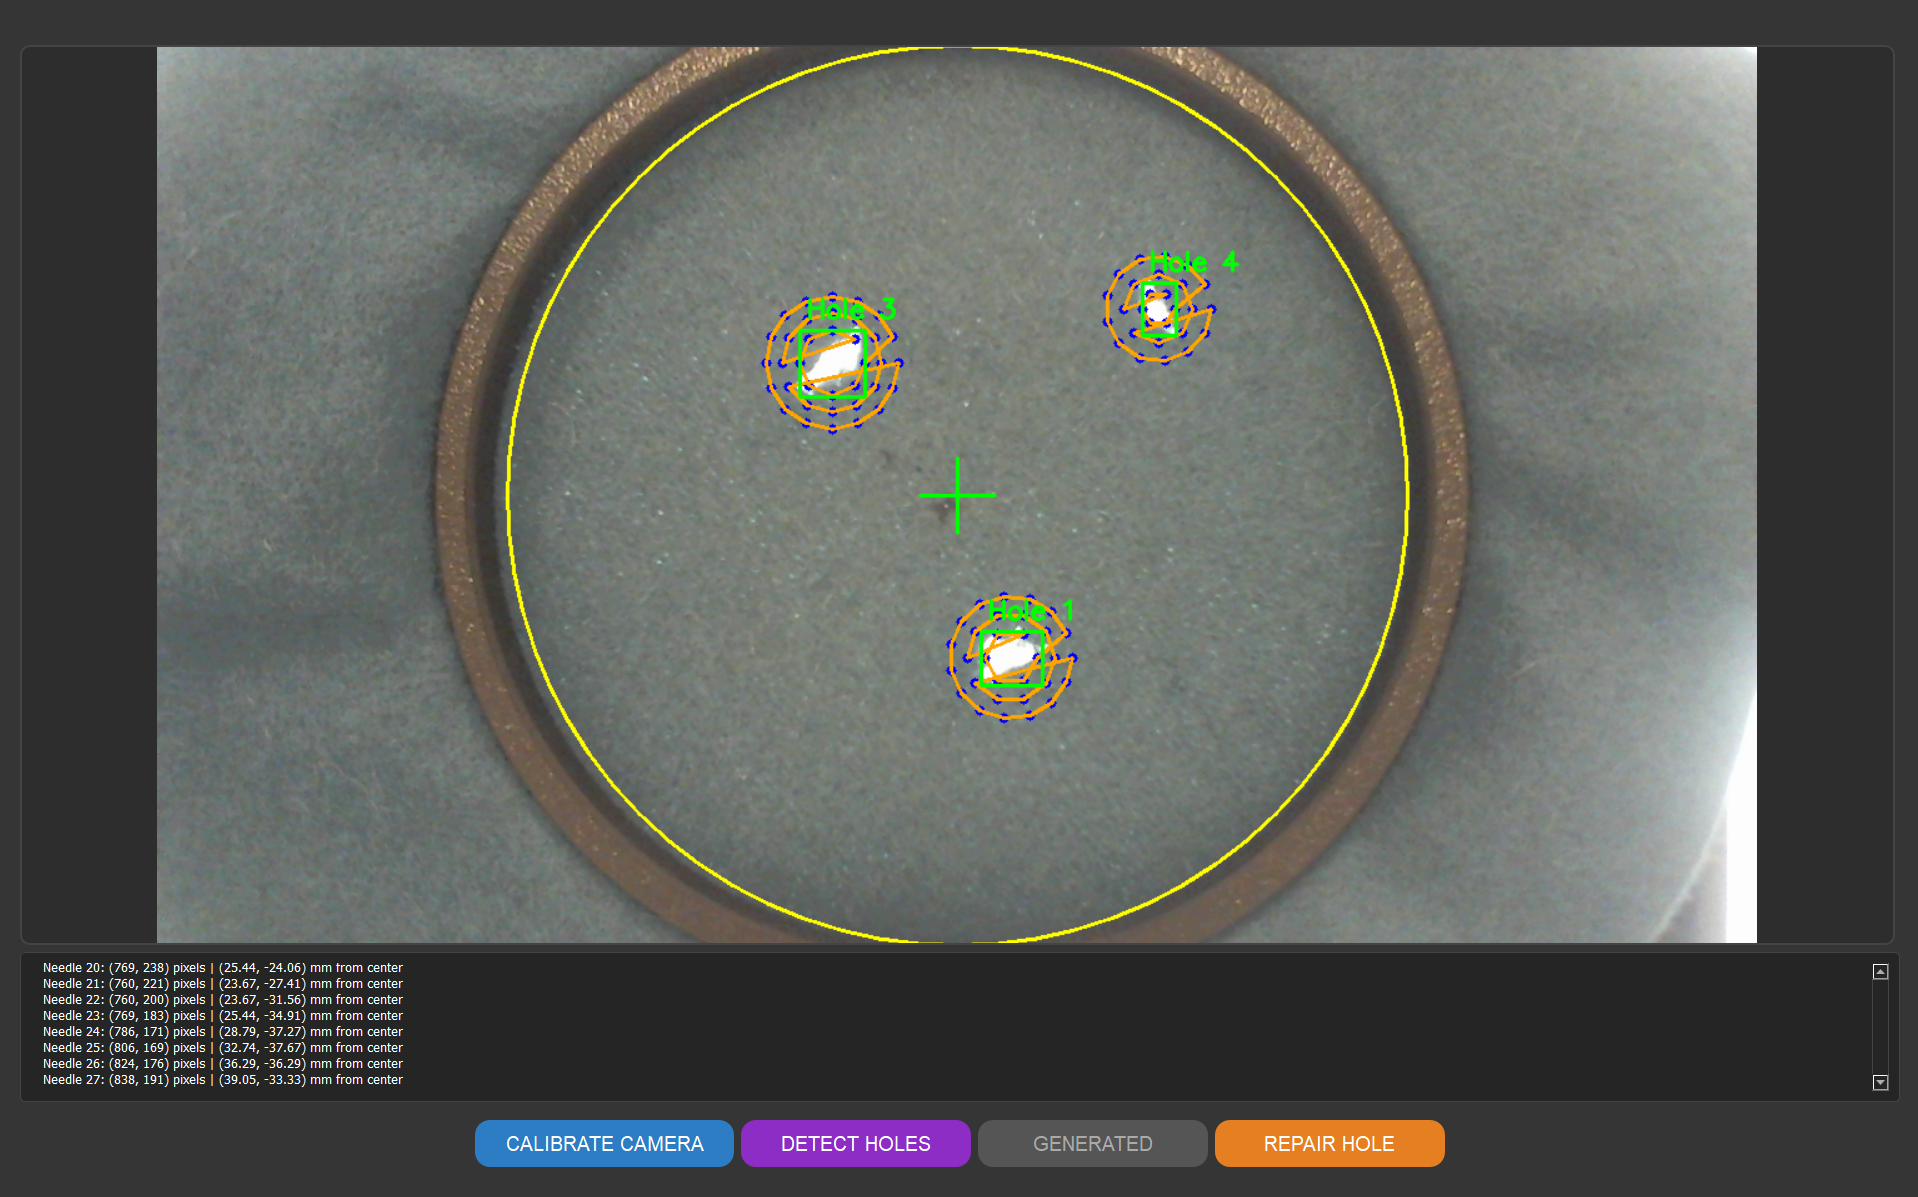 Hole 4
Hole 3
Hole 1
Needle 20: (769, 238) pixels | (25.44, -24.06) mm from center
Needle 21: (760, 221) pixels | (23.67, -27.41) mm from center
Needle 22: (760, 200) pixels | (23.67, -31.56) mm from center
Needle 23: (769, 183) pixels | (25.44, -34.91) mm from center
Needle 24: (786, 171) pixels | (28.79, -37.27) mm from center
Needle 25: (806, 169) pixels | (32.74, -37.67) mm from center
Needle 26: (824, 176) pixels | (36.29, -36.29) mm from center
Needle 27: (838, 191) pixels | (39.05, -33.33) mm from center
CALIBRATE CAMERA
DETECT HOLES
GENERATED
REPAIR HOLE